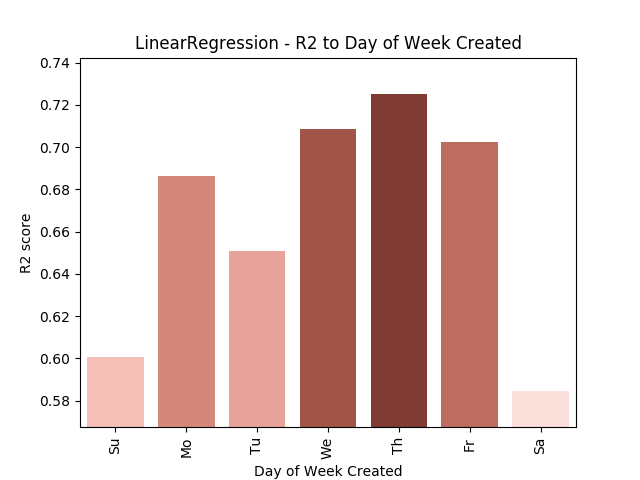 LinearRegression - R2 to Day of Week Created
0.74
0.72
0.70
0.68
0.66
0.64
0.62
0.60
0.58
R2 score
Su
Mo
Tu
We
Th
Fr
Sa
Day of Week Created